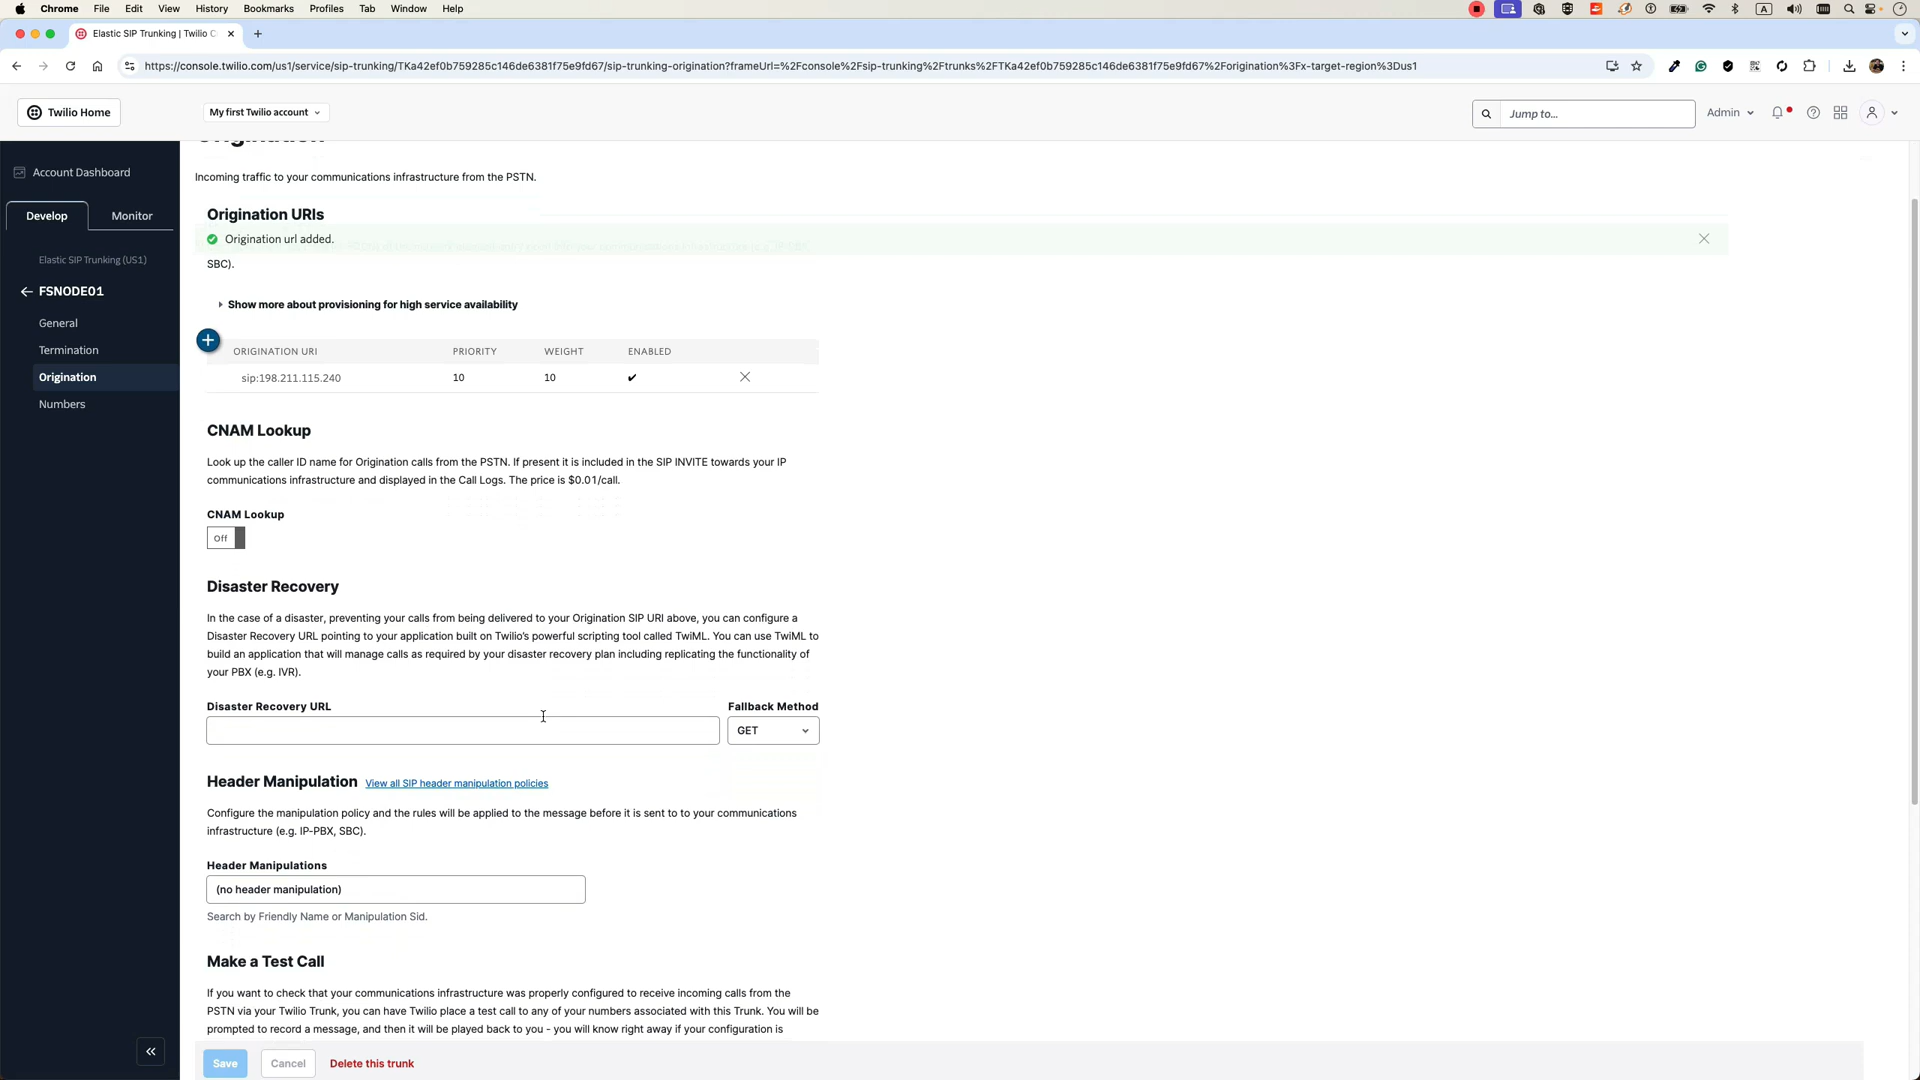 Chrome File Edit View History Bookmarks Profiles Tab Window Help
A
Elastic SIP Trunking | Twilio C
https://console.twilio.com/us1/service/sip-trunking/TKa42ef0b759285c146de6381f75e9fd67/sip-trunking-origination?frameUrl=%2Fconsole%2Fsip-trunking%2Ftrunks%2FTKa42ef0b759285c146de6381f75e9fd67%2Forigination%3Fx-target-region%3Dus1
Twilio Home
My first Twilio account
Jump to...
Admin
Account Dashboard
Develop Monitor
Elastic SIP Trunking (US1)
FSNODE01
General
Termination
Origination
Numbers
Origination
Incoming traffic to your communications infrastructure from the PSTN.
Origination URIs
Origination url added.
SBC).
Show more about provisioning for high service availability
ORIGINATION URI PRIORITY WEIGHT ENABLED
sip:198.211.115.240 10 10 ✔
CNAM Lookup
Look up the caller ID name for Origination calls from the PSTN. If present it is included in the SIP INVITE towards your IP
communications infrastructure and displayed in the Call Logs. The price is $0.01/call.
CNAM Lookup
Off
Disaster Recovery
In the case of a disaster, preventing your calls from being delivered to your Origination SIP URI above, you can configure a
Disaster Recovery URL pointing to your application built on Twilio's powerful scripting tool called TwiML. You can use TwiML to
build an application that will manage calls as required by your disaster recovery plan including replicating the functionality of
your PBX (e.g. IVR).
Disaster Recovery URL Fallback Method
GET
Header Manipulation View all SIP header manipulation policies
Configure the manipulation policy and the rules will be applied to the message before it is sent to to your communications
infrastructure (e.g. IP-PBX, SBC).
Header Manipulations
(no header manipulation)
Search by Friendly Name or Manipulation Sid.
Make a Test Call
If you want to check that your communications infrastructure was properly configured to receive incoming calls from the
PSTN via your Twilio Trunk, you can have Twilio place a test call to any of your numbers associated with this Trunk. You will be
prompted to record a message, and then it will be played back to you - you will know right away if your configuration is
Save Cancel Delete this trunk